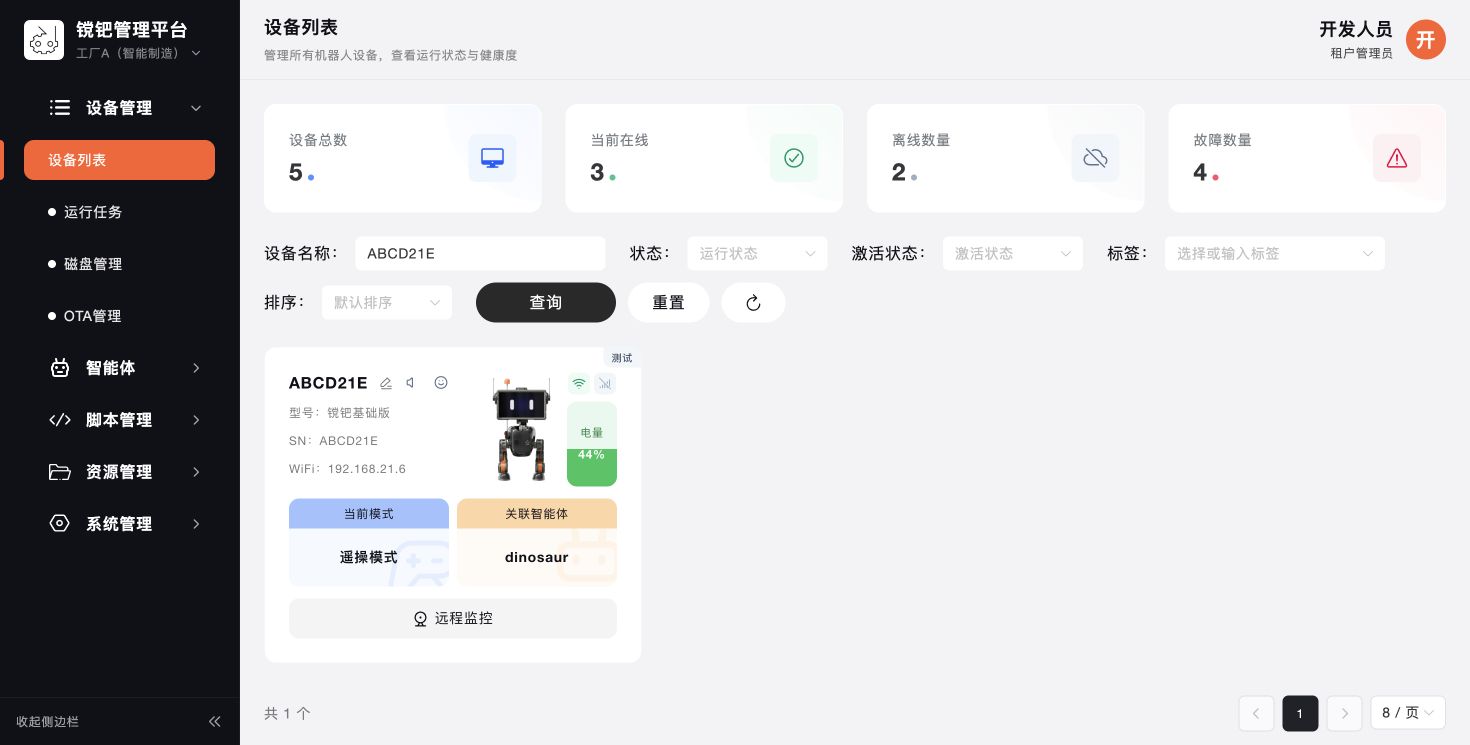 镋钯管理平台
工厂A（智能制造）
设备管理
设备列表
运行任务
磁盘管理
OTA管理
智能体
脚本管理
资源管理
系统管理
收起侧边栏
设备列表
管理所有机器人设备，查看运行状态与健康度
开发人员
租户管理员
开
设备总数
5
当前在线
3
离线数量
2
故障数量
4
设备名称： ABCD21E 状态： 运行状态 激活状态： 激活状态 标签： 选择或输入标签
排序： 默认排序 查询 重置
测试
ABCD21E
型号：镋钯基础版
SN：ABCD21E
WiFi：192.168.21.6
电量
44%
当前模式
遥操模式
关联智能体
dinosaur
远程监控
共 1 个
1
8 / 页